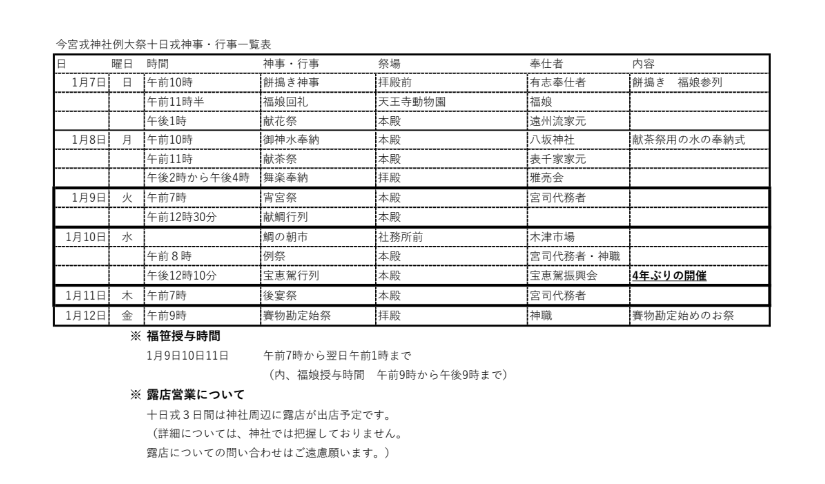 今宮戎神社例大祭十日戎神事・行事一覧表
日 曜日 時間 神事・行事 祭場 奉仕者 内容
1月7日 日 午前10時 餅搗き神事 拝殿前 有志奉仕者 餅搗き　福娘参列
午前11時半 福娘回礼 天王寺動物園 福娘
午後1時 献花祭 本殿 遠州流家元
1月8日 月 午前10時 御神水奉納 本殿 八坂神社 献茶祭用の水の奉納式
午前11時 献茶祭 本殿 表千家家元
午後2時から午後4時 舞楽奉納 拝殿 雅亮会
1月9日 火 午前7時 宵宮祭 本殿 宮司代務者
午前12時30分 献鯛行列 本殿
1月10日 水 鯛の朝市 社務所前 木津市場
午前８時 例祭 本殿 宮司代務者・神職
午後12時10分 宝恵駕行列 本殿 宝恵駕振興会 4年ぶりの開催
1月11日 木 午前7時 後宴祭 本殿 宮司代務者
1月12日 金 午前9時 賽物勘定始祭 拝殿 神職 賽物勘定始めのお祭
※ 福笹授与時間
1月9日10日11日 午前7時から翌日午前1時まで
（内、福娘授与時間　午前9時から午後9時まで）
※ 露店営業について
十日戎３日間は神社周辺に露店が出店予定です。
（詳細については、神社では把握しておりません。
露店についての問い合わせはご遠慮願います。）